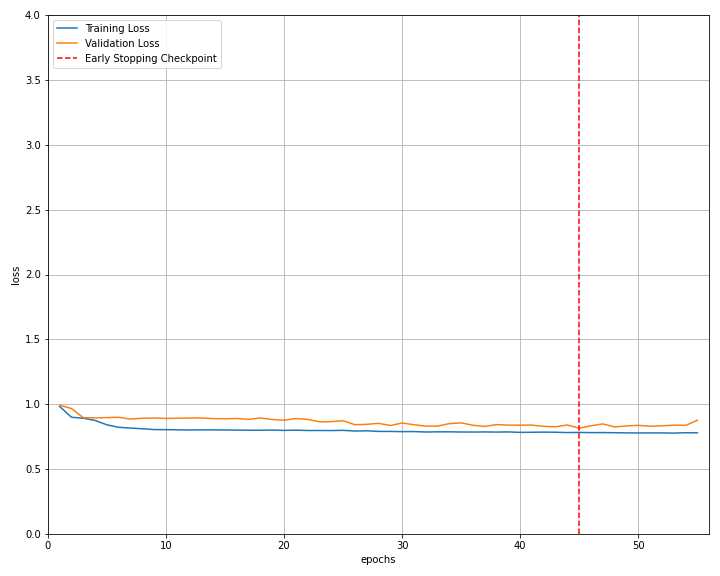 Training Loss
Validation Loss
Early Stopping Checkpoint
4.0
3.5
3.0
2.5
2.0
1.5
1.0
0.5
0.0
loss
0 10 20 30 40 50
epochs